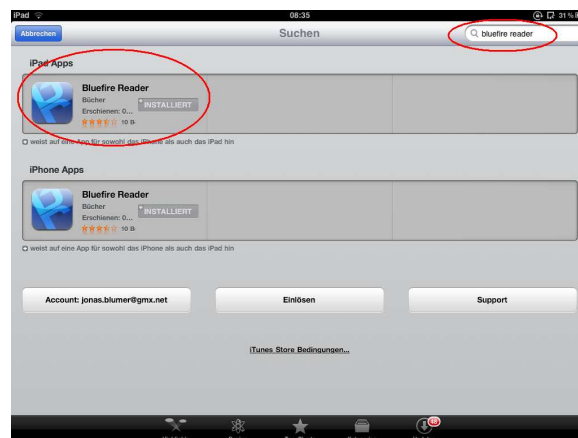 iPad 08:35 31%
Abbrechen Suchen bluefire reader
iPad Apps
Bluefire Reader
Bücher
Erschienen: 0... INSTALLIERT
weist auf eine App für sowohl das iPhone als auch das iPad hin
iPhone Apps
Bluefire Reader
Bücher
Erschienen: 0... INSTALLIERT
weist auf eine App für sowohl das iPhone als auch das iPad hin
Account: jonas.blumer@gmx.net Einlösen Support
iTunes Store Bedingungen...
48